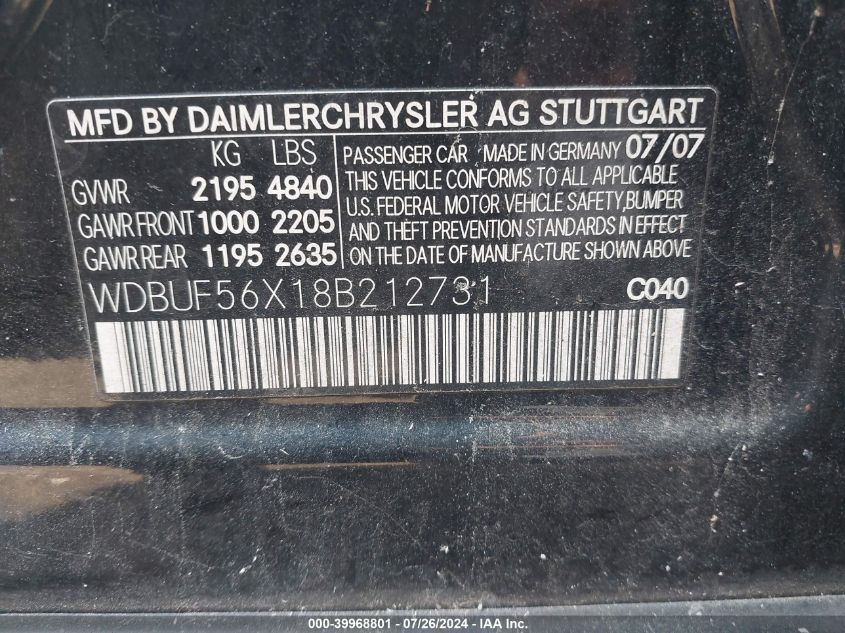 MFD BY DAIMLERCHRYSLER AG STUTTGART
KG LBS
GVWR 2195 4840
GAWR FRONT 1000 2205
GAWR REAR 1195 2635
PASSENGER CAR MADE IN GERMANY 07/07
THIS VEHICLE CONFORMS TO ALL APPLICABLE
U.S. FEDERAL MOTOR VEHICLE SAFETY, BUMPER
AND THEFT PREVENTION STANDARDS IN EFFECT
ON THE DATE OF MANUFACTURE SHOWN ABOVE
WDBUF56X18B212731 C040
000-39968801 - 07/26/2024 - IAA Inc.